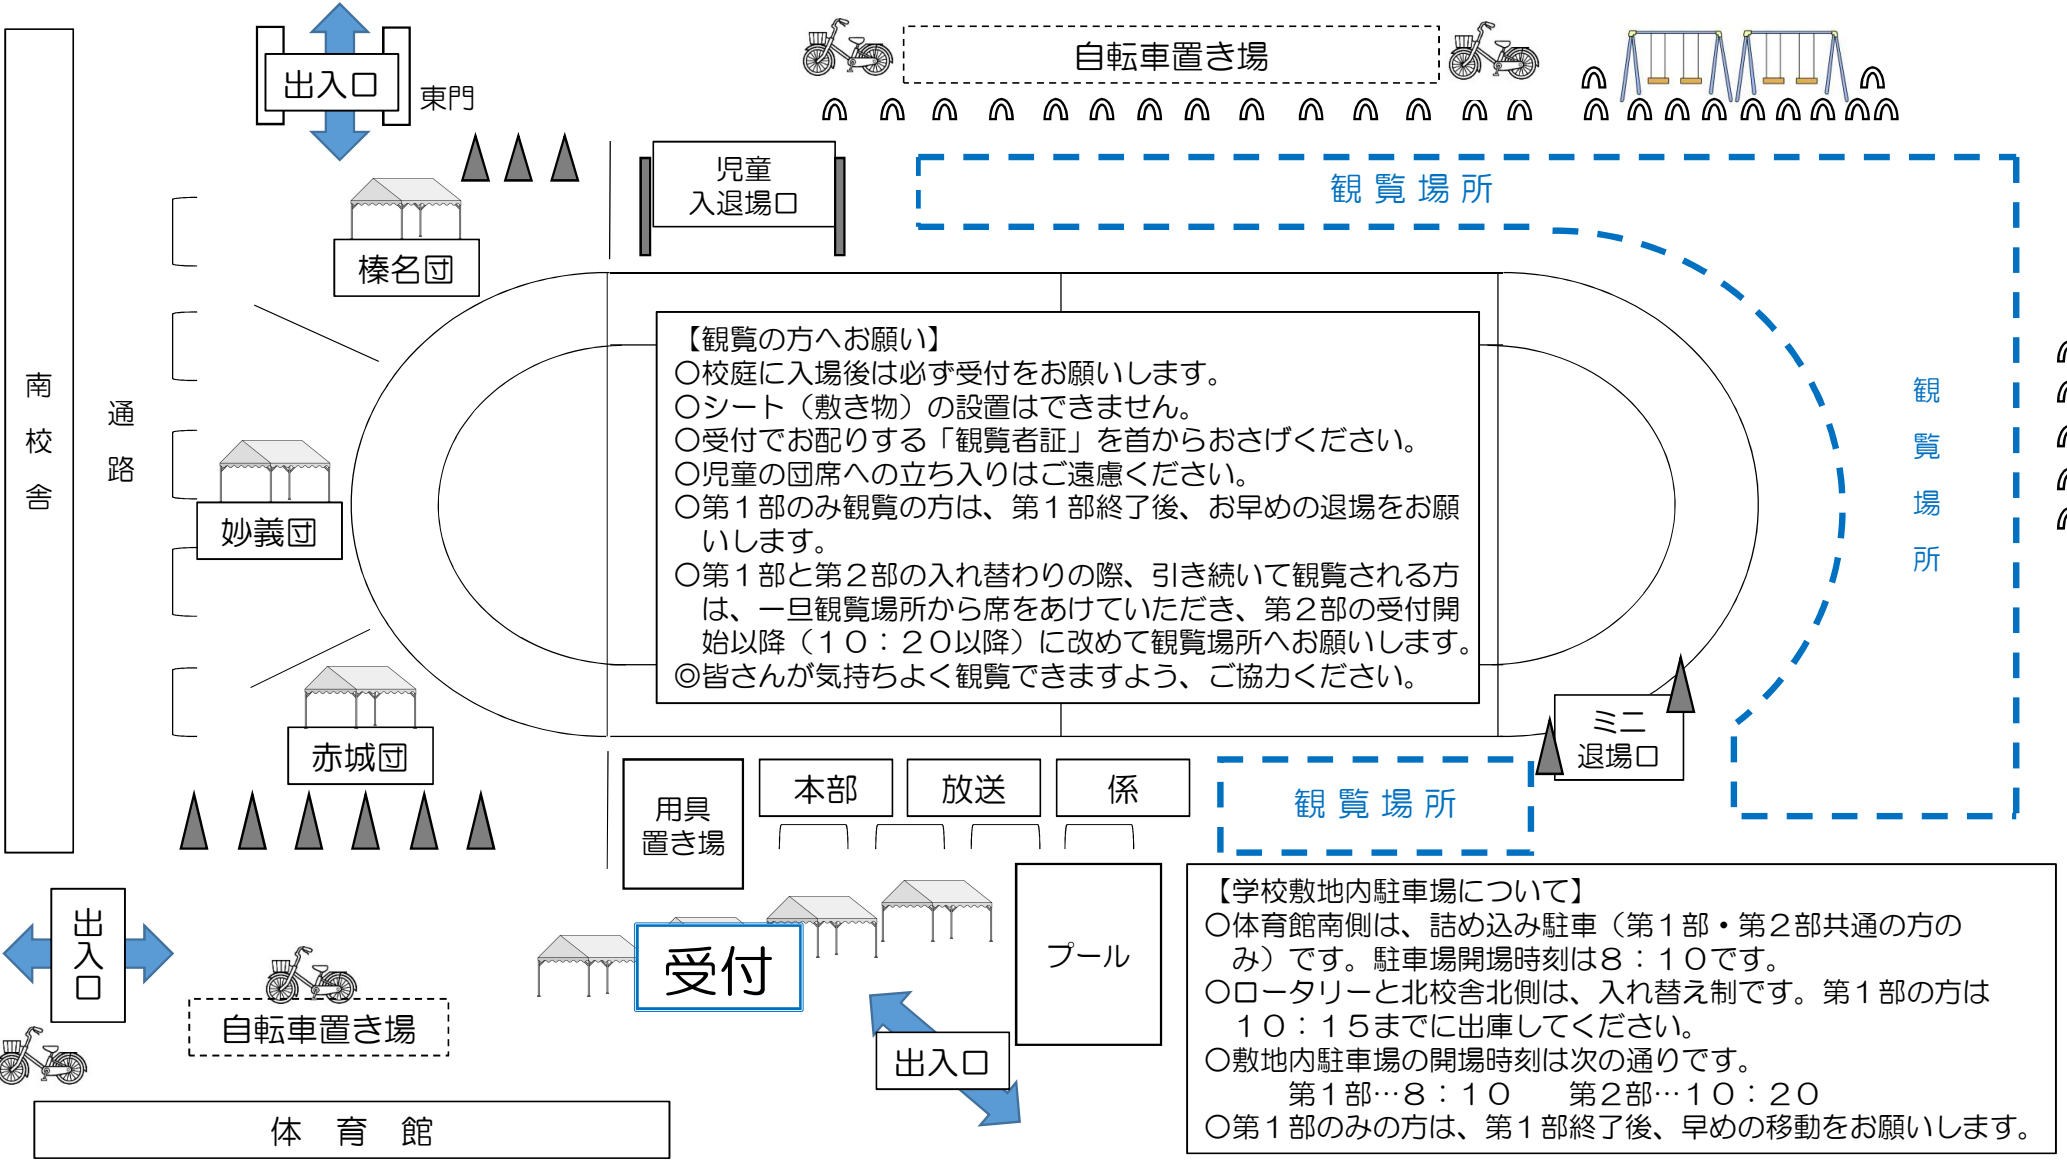 出入口
東門
自転車置き場
児童
入退場口
観覧場所
榛名団
南校舎
通路
妙義団
赤城団
【観覧の方へお願い】
○校庭に入場後は必ず受付をお願いします。
○シート（敷き物）の設置はできません。
○受付でお配りする「観覧者証」を首からおさげください。
○児童の団席への立ち入りはご遠慮ください。
○第１部のみ観覧の方は、第１部終了後、お早めの退場をお願
いします。
○第１部と第２部の入れ替わりの際、引き続いて観覧される方
は、一旦観覧場所から席をあけていただき、第２部の受付開
始以降（１０：２０以降）に改めて観覧場所へお願いします。
◎皆さんが気持ちよく観覧できますよう、ご協力ください。
観覧場所
ミニ
退場口
用具
置き場
本部
放送
係
観覧場所
出入口
自転車置き場
受付
プール
出入口
体育館
【学校敷地内駐車場について】
○体育館南側は、詰め込み駐車（第１部・第２部共通の方の
み）です。駐車場開場時刻は８：１０です。
○ロータリーと北校舎北側は、入れ替え制です。第１部の方は
１０：１５までに出庫してください。
○敷地内駐車場の開場時刻は次の通りです。
第１部…８：１０　　第２部…１０：２０
○第１部のみの方は、第１部終了後、早めの移動をお願いします。